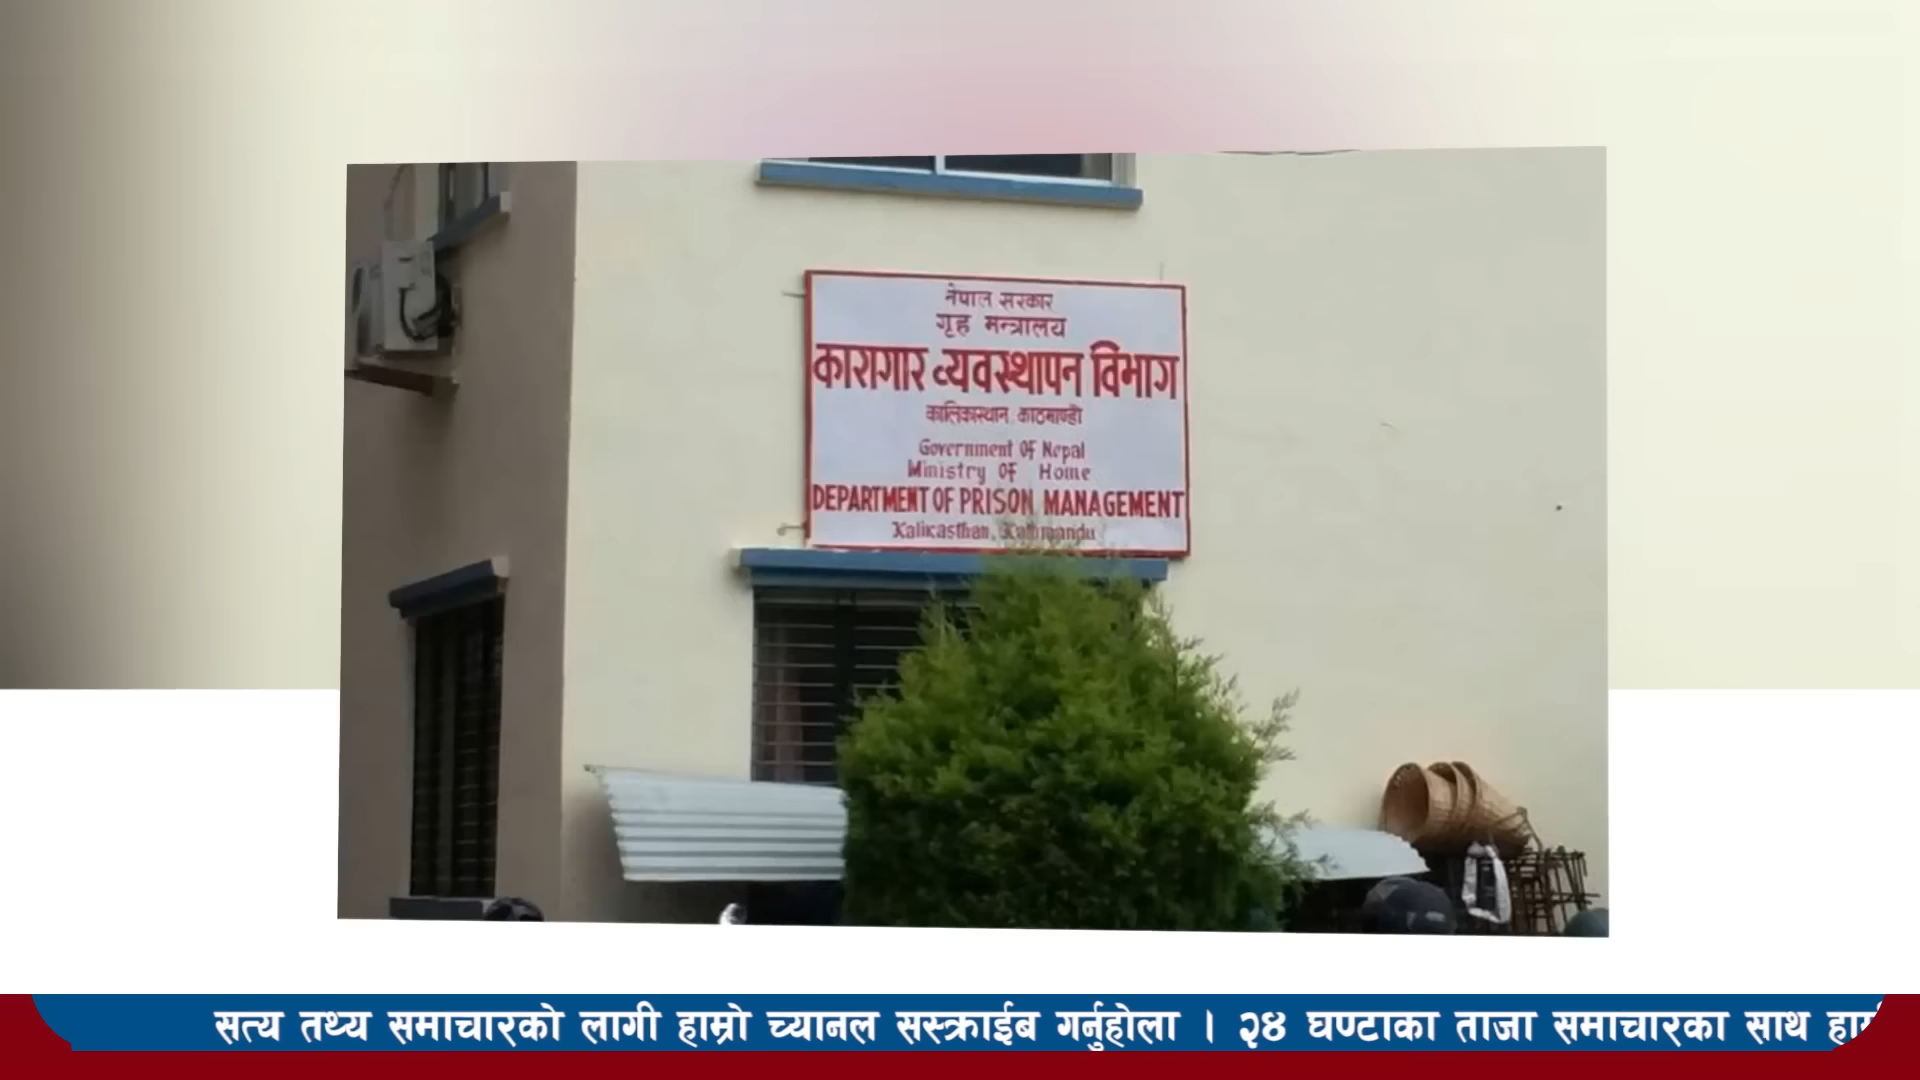 नेपाल सरकार
गृह मन्त्रालय
कारागार व्यवस्थापन विभाग
कालिकास्थान, काठमाण्डौ
Government OF Nepal
Ministry OF Home
DEPARTMENT OF PRISON MANAGEMENT
Kalikasthan, Kathmandu
सत्य तथ्य समाचारको लागी हाम्रो च्यानल सस्क्राईब गर्नुहोला । २४ घण्टाका ताजा समाचारका साथ